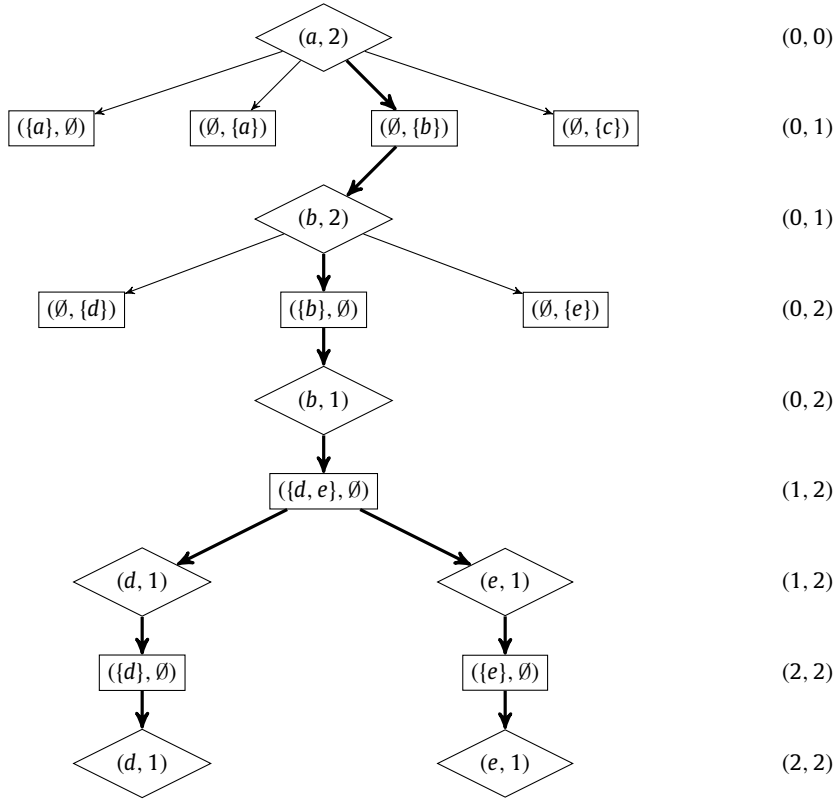 (a, 2) (0, 0)
({a}, Ø) (Ø, {a}) (Ø, {b}) (Ø, {c}) (0, 1)
(b, 2) (0, 1)
(Ø, {d}) ({b}, Ø) (Ø, {e}) (0, 2)
(b, 1) (0, 2)
({d, e}, Ø) (1, 2)
(d, 1) (e, 1) (1, 2)
({d}, Ø) ({e}, Ø) (2, 2)
(d, 1) (e, 1) (2, 2)